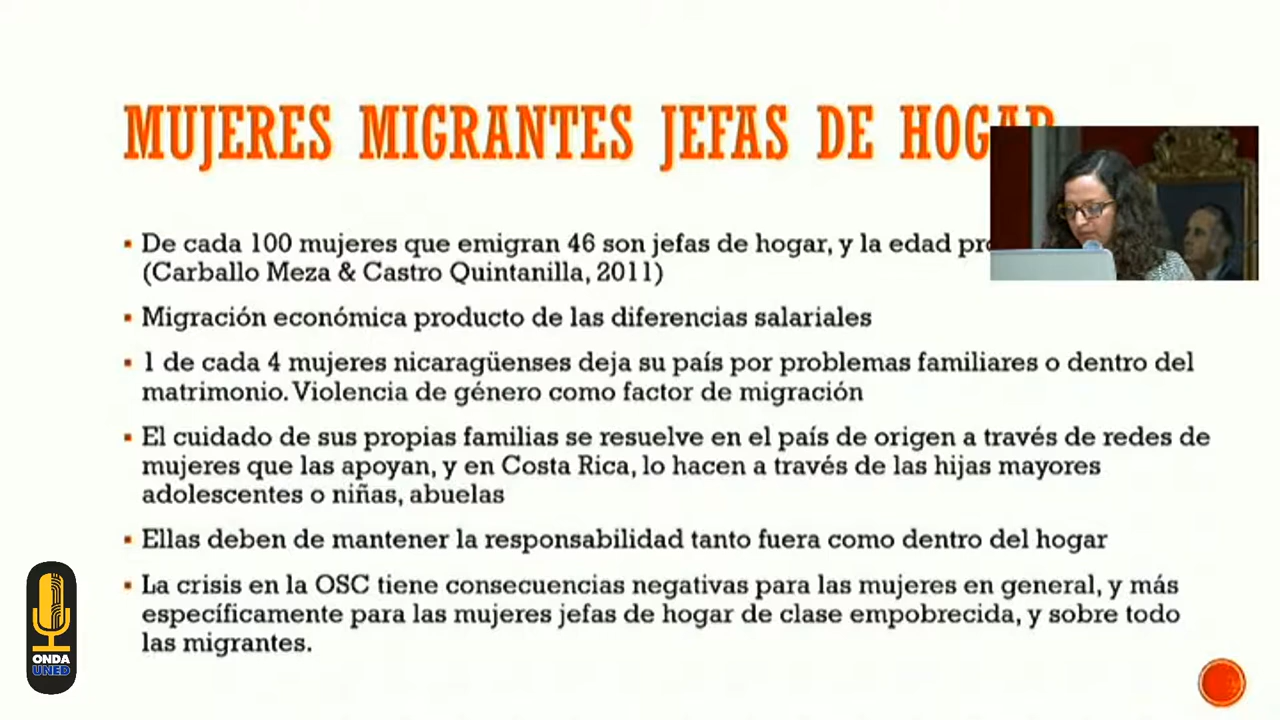 MUJERES MIGRANTES JEFAS DE HOGAR
▪ De cada 100 mujeres que emigran 46 son jefas de hogar, y la edad
(Carballo Meza & Castro Quintanilla, 2011)
▪ Migración económica producto de las diferencias salariales
▪ 1 de cada 4 mujeres nicaragüenses deja su país por problemas familiares o dentro del
matrimonio. Violencia de género como factor de migración
▪ El cuidado de sus propias familias se resuelve en el país de origen a través de redes de
mujeres que las apoyan, y en Costa Rica, lo hacen a través de las hijas mayores
adolescentes o niñas, abuelas
▪ Ellas deben de mantener la responsabilidad tanto fuera como dentro del hogar
▪ La crisis en la OSC tiene consecuencias negativas para las mujeres en general, y más
específicamente para las mujeres jefas de hogar de clase empobrecida, y sobre todo
las migrantes.
ONDA
UNED